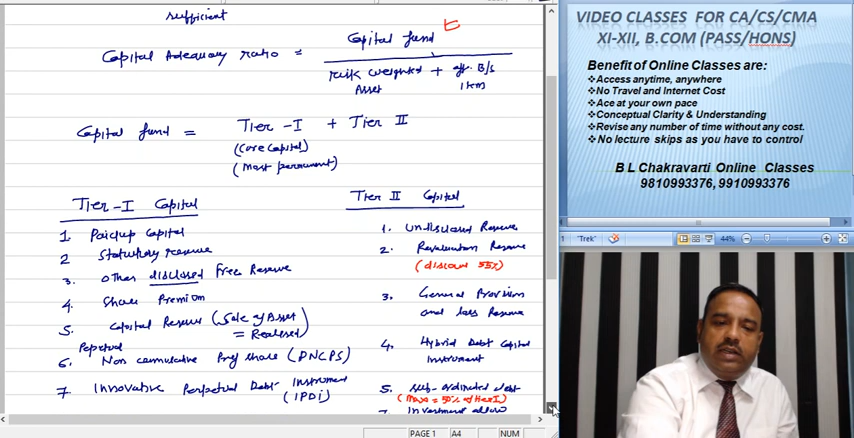 sufficient
Capital Adequacy ratio = Capital fund
risk weighted + off. B/s
Asset Item
Capital fund = Tier-I + Tier II
(Core Capital)
(Most permanent)
Tier-I Capital
1 Paidup Capital
2 Statutory reserve
3. other disclosed Free Reserve
4 Share Premium
5. Capital Reserve (Sale of Asset
= Realised)
Perpetual
6. Non cumulative Pref share (PNCPS)
7. Innovative Perpetual Debt Instrument
(IPDI)
Tier II Capital
1. Undisclosed Reserve
2. Revaluation Reserve
(discount 55%)
3. General Provision
and loss Reserve
4. Hybrid Debt Capital
Instrument
5. Sub-ordinated debt
(Max = 50% of Tier I)
Investment
PAGE 1 A4 NUM
VIDEO CLASSES FOR CA/CS/CMA
XI-XII, B.COM (PASS/HONS)
Benefit of Online Classes are:
❖Access anytime, anywhere
❖No Travel and Internet Cost
❖Ace at your own pace
❖Conceptual Clarity & Understanding
❖Revise any number of time without any cost.
❖No lecture skips as you have to control
B L Chakravarti Online Classes
9810993376, 9910993376
1 "Trek" 44%